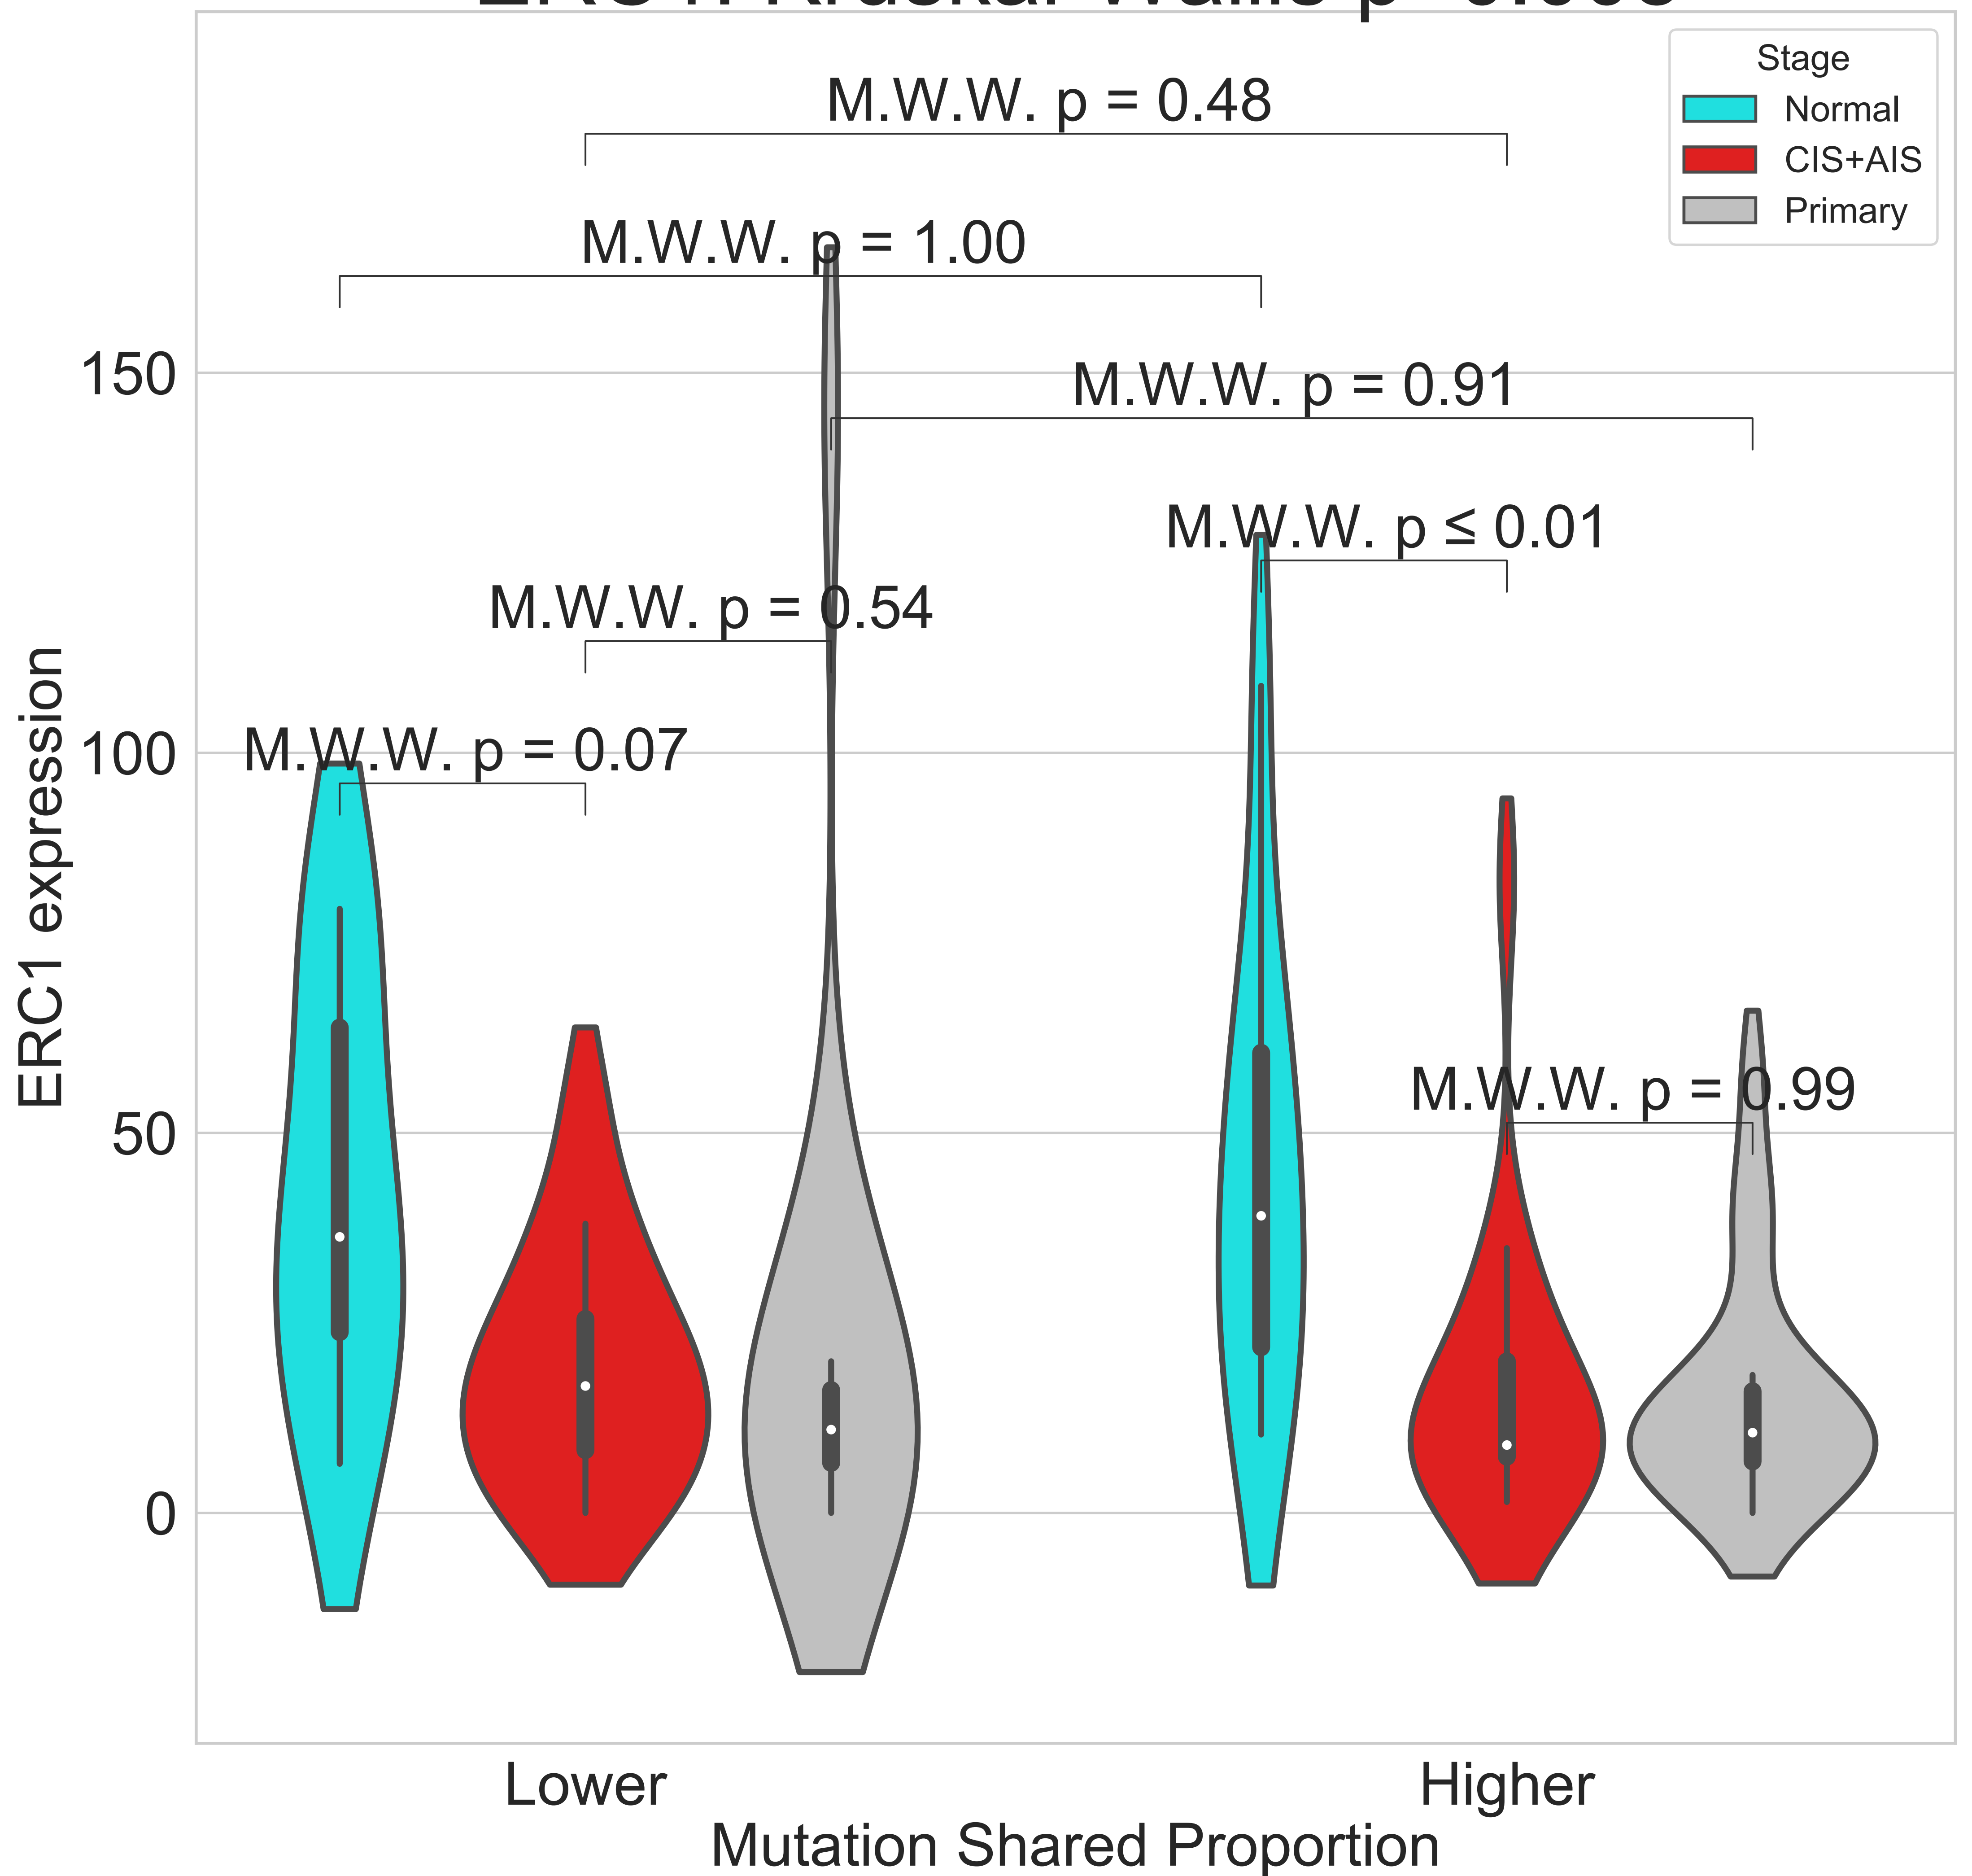 Stage
Normal
CIS+AIS
Primary
M.W.W. p = 0.48
M.W.W. p = 1.00
M.W.W. p = 0.91
M.W.W. p ≤ 0.01
M.W.W. p = 0.54
M.W.W. p = 0.07
M.W.W. p = 0.99
ERC1 expression
150
100
50
0
Lower
Higher
Mutation Shared Proportion